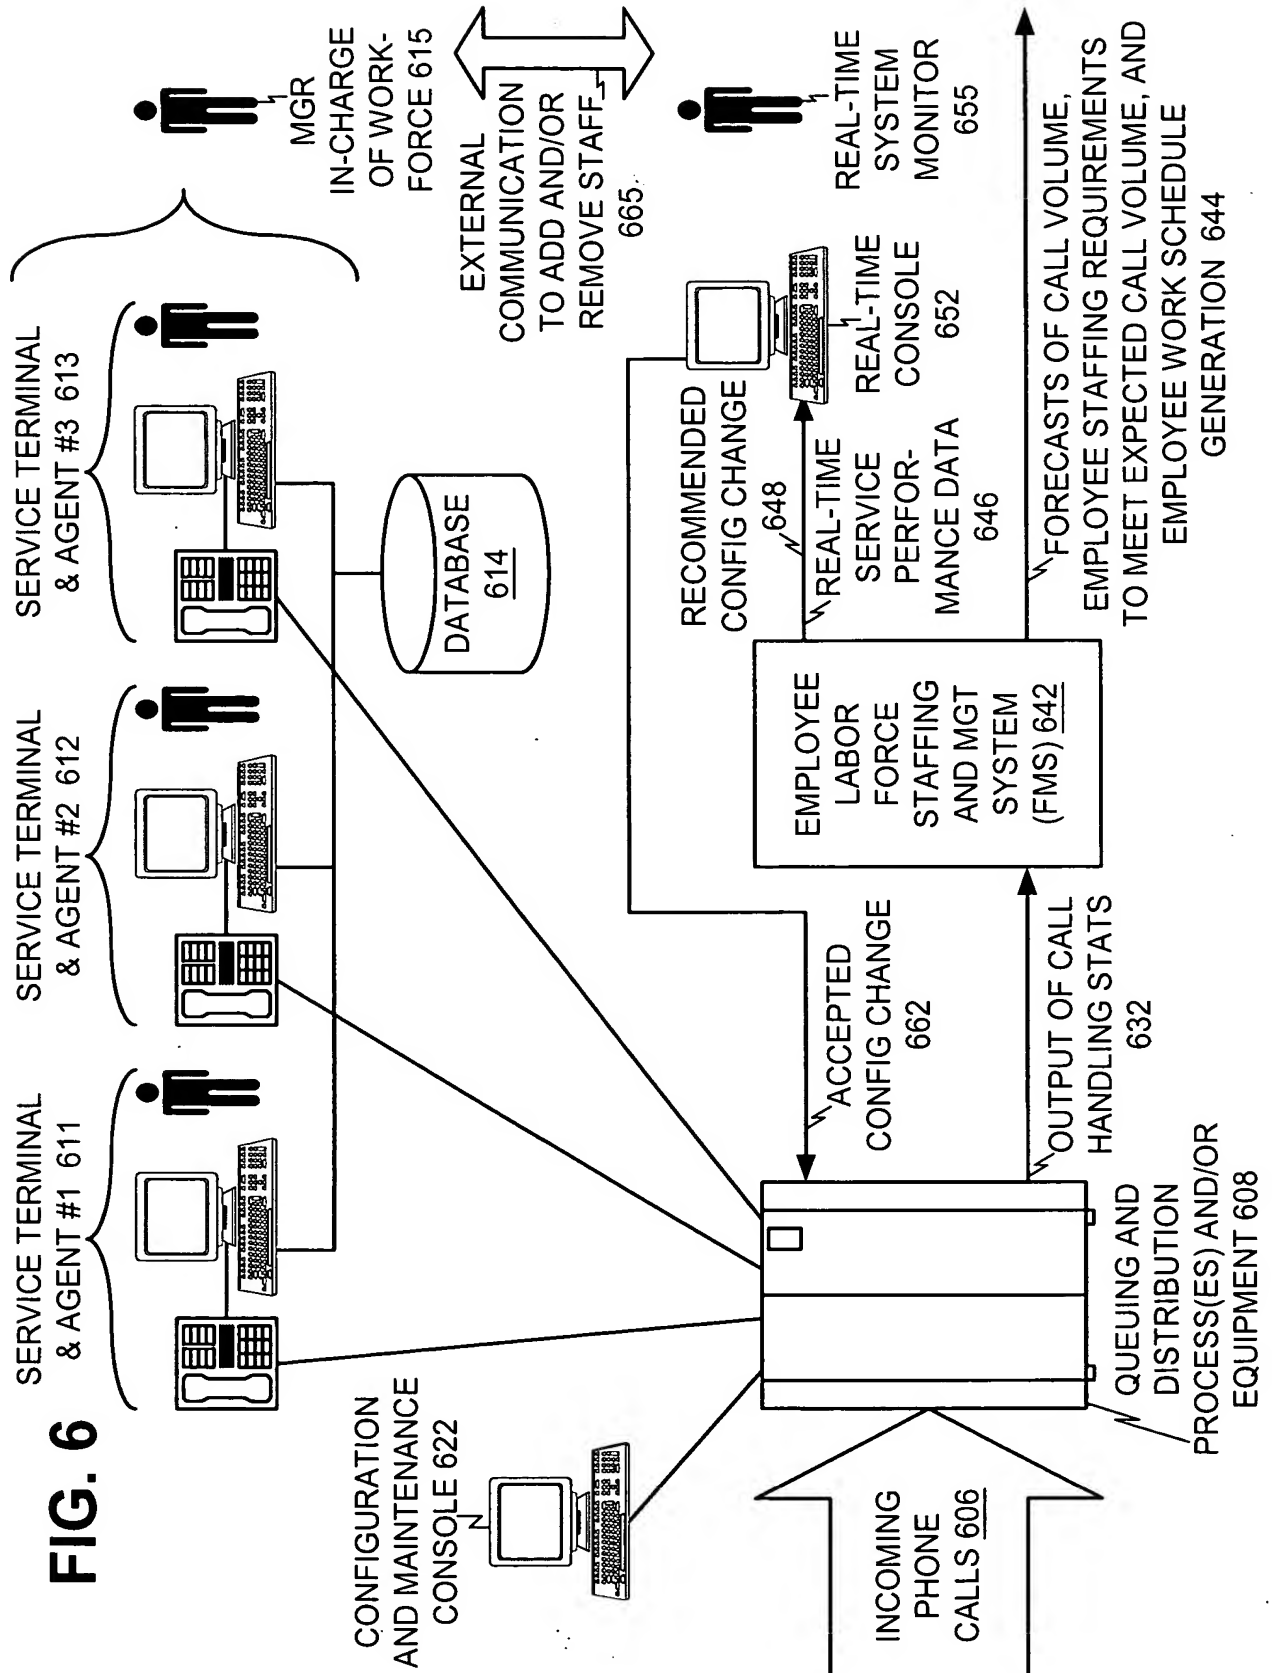 FIG. 6
SERVICE TERMINAL
& AGENT #1 611
SERVICE TERMINAL
& AGENT #2 612
SERVICE TERMINAL
& AGENT #3 613
MGR
IN-CHARGE
OF WORK-
FORCE 615
CONFIGURATION
AND MAINTENANCE
CONSOLE 622
DATABASE
614
EXTERNAL
COMMUNICATION
TO ADD AND/OR
REMOVE STAFF
665
RECOMMENDED
CONFIG CHANGE
648
REAL-TIME
SERVICE
PERFOR-
MANCE DATA
646
REAL-TIME
CONSOLE
652
REAL-TIME
SYSTEM
MONITOR
655
ACCEPTED
CONFIG CHANGE
662
EMPLOYEE
LABOR
FORCE
STAFFING
AND MGT
SYSTEM
(FMS) 642
INCOMING
PHONE
CALLS 606
OUTPUT OF CALL
HANDLING STATS
632
FORECASTS OF CALL VOLUME,
EMPLOYEE STAFFING REQUIREMENTS
TO MEET EXPECTED CALL VOLUME, AND
EMPLOYEE WORK SCHEDULE
GENERATION 644
QUEUING AND
DISTRIBUTION
PROCESS(ES) AND/OR
EQUIPMENT 608